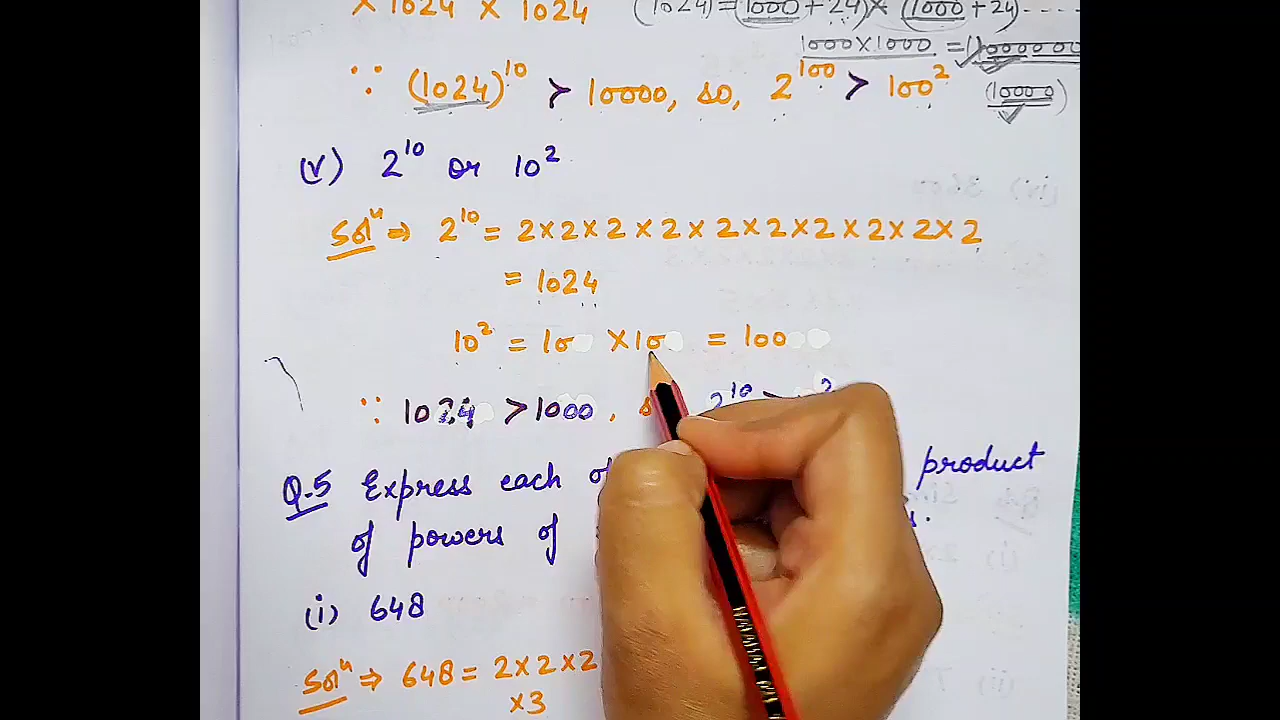 × 1024 × 1024 (1024) = (1000 + 24) × (1000 + 24) ....
1000 × 1000 =
∵ (1024)¹⁰ > 10000, so, 2¹⁰⁰ > 100² (10000)
(v) 2¹⁰ or 10²
Solⁿ ⇒ 2¹⁰ = 2×2×2×2×2×2×2×2×2×2
= 1024
10² = 10 ×10 = 100
∵ 1024 > 1000, 2¹⁰ >
Q.5 Express each of product
of powers of
(i) 648
Solⁿ ⇒ 648 = 2×2×2
×3